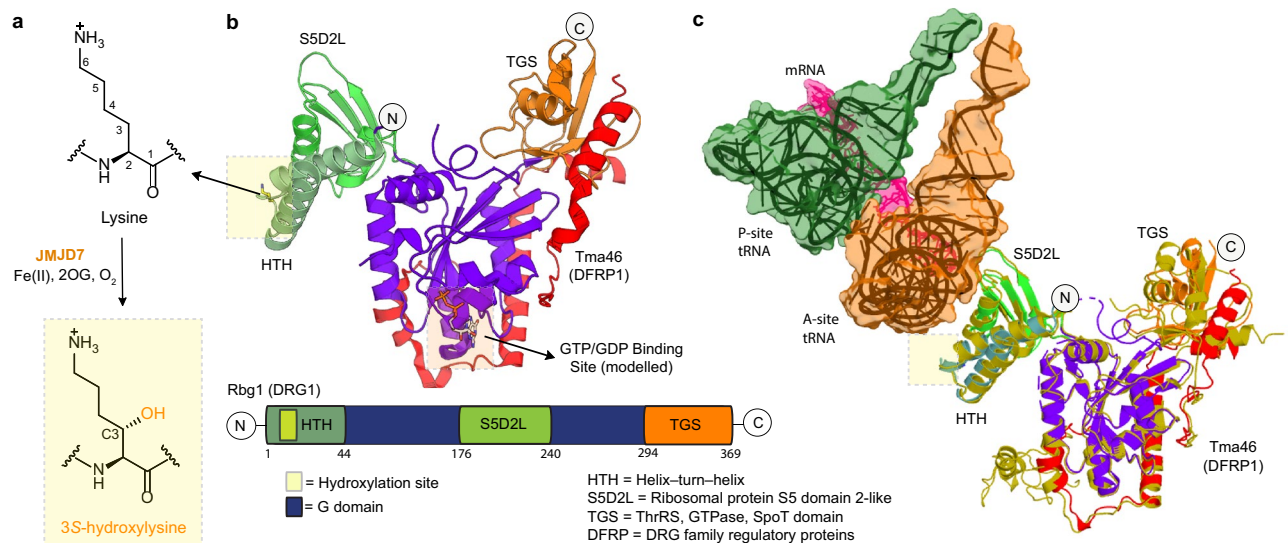 a
+
NH3
6
5
4
3
2
1
N
H
O
Lysine
JMJD7
Fe(II), 2OG, O2
+
NH3
OH
C3
N
H
O
3S-hydroxylysine
b
S5D2L
N
TGS
C
HTH
Tma46
(DFRP1)
GTP/GDP Binding
Site (modelled)
Rbg1 (DRG1)
N
HTH
S5D2L
TGS
C
1
44
176
240
294
369
= Hydroxylation site
= G domain
HTH = Helix–turn–helix
S5D2L = Ribosomal protein S5 domain 2-like
TGS = ThrRS, GTPase, SpoT domain
DFRP = DRG family regulatory proteins
c
mRNA
P-site
tRNA
A-site
tRNA
S5D2L
N
TGS
C
HTH
Tma46
(DFRP1)